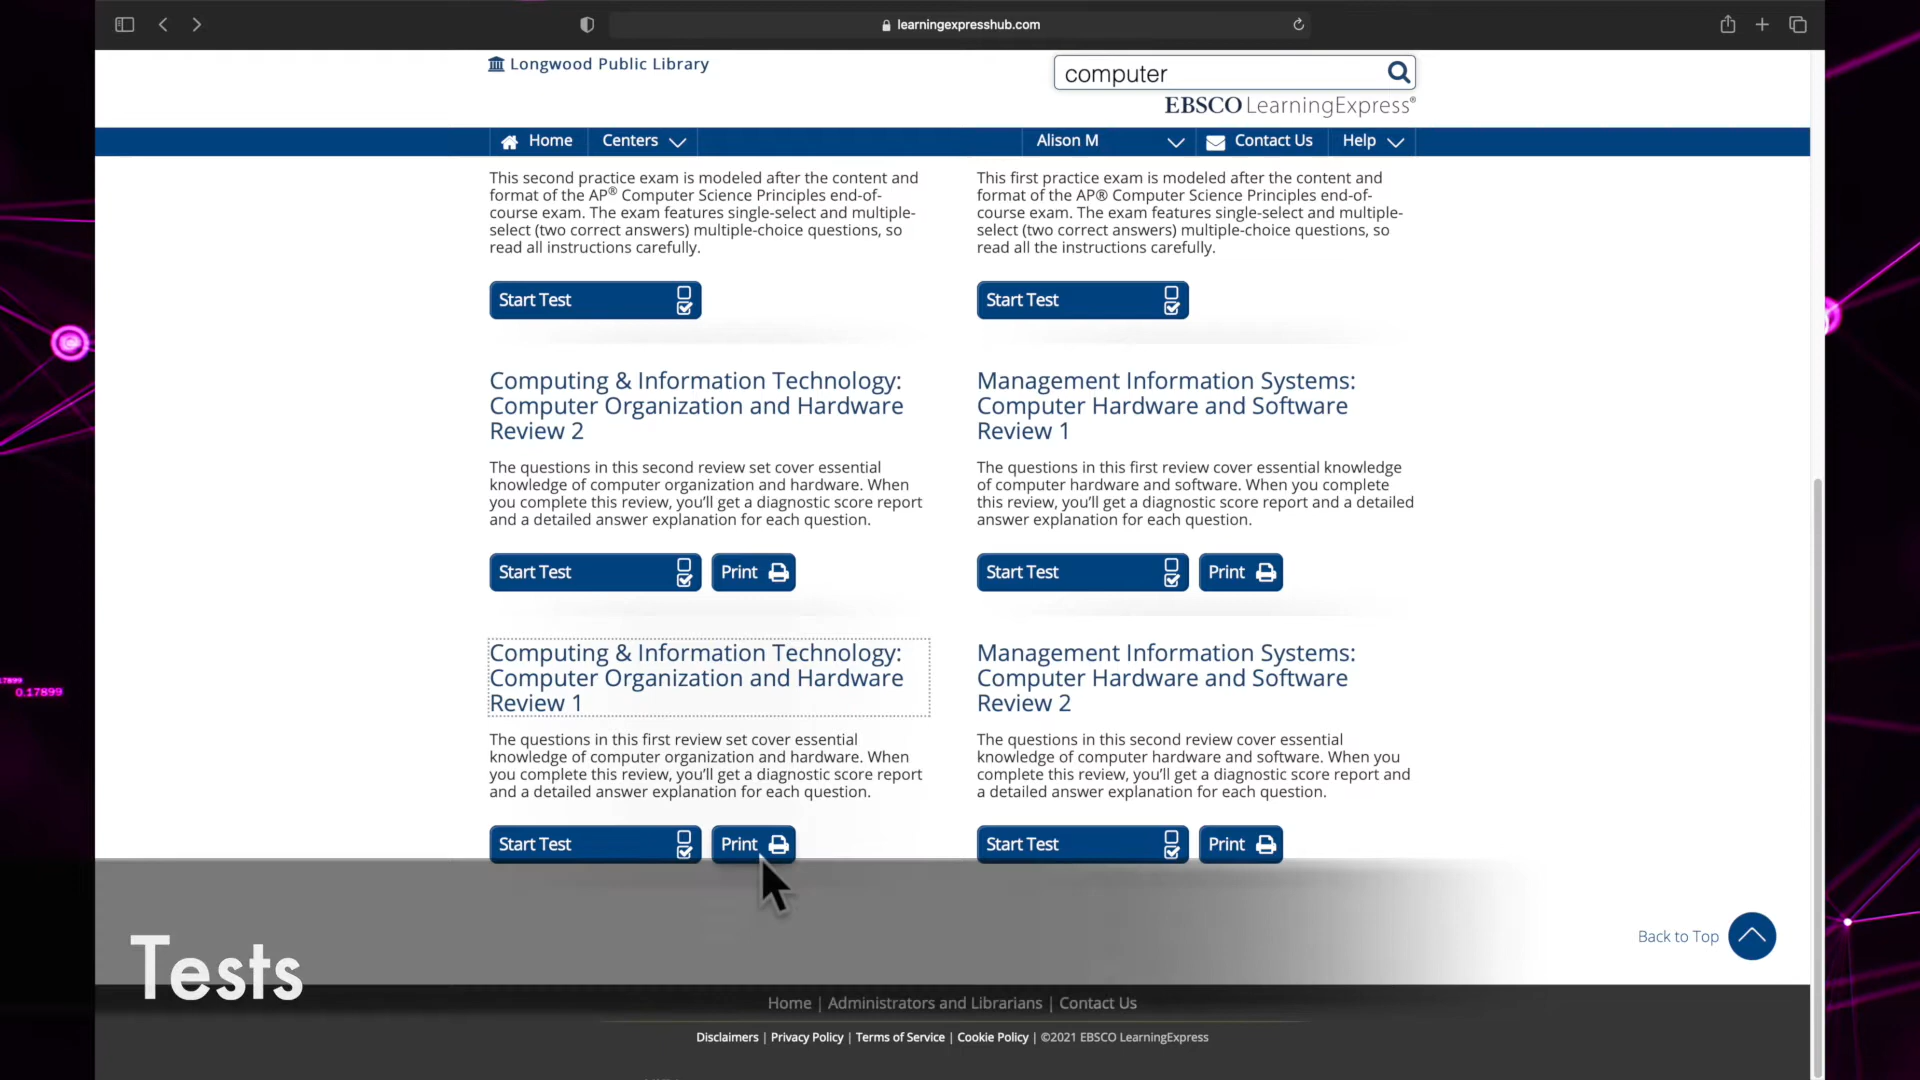 learningexpresshub.com
Longwood Public Library
computer
EBSCO LearningExpress®
Home
Centers
Alison M
Contact Us
Help
This second practice exam is modeled after the content and
format of the AP® Computer Science Principles end-of-
course exam. The exam features single-select and multiple-
select (two correct answers) multiple-choice questions, so
read all instructions carefully.
Start Test
This first practice exam is modeled after the content and
format of the AP® Computer Science Principles end-of-
course exam. The exam features single-select and multiple-
select (two correct answers) multiple-choice questions, so
read all the instructions carefully.
Start Test
Computing & Information Technology:
Computer Organization and Hardware
Review 2
The questions in this second review set cover essential
knowledge of computer organization and hardware. When
you complete this review, you'll get a diagnostic score report
and a detailed answer explanation for each question.
Start Test
Print
Management Information Systems:
Computer Hardware and Software
Review 1
The questions in this first review cover essential knowledge
of computer hardware and software. When you complete
this review, you'll get a diagnostic score report and a detailed
answer explanation for each question.
Start Test
Print
Computing & Information Technology:
Computer Organization and Hardware
Review 1
The questions in this first review set cover essential
knowledge of computer organization and hardware. When
you complete this review, you'll get a diagnostic score report
and a detailed answer explanation for each question.
Start Test
Print
Management Information Systems:
Computer Hardware and Software
Review 2
The questions in this second review cover essential
knowledge of computer hardware and software. When you
complete this review, you'll get a diagnostic score report and
a detailed answer explanation for each question.
Start Test
Print
0.17899
Back to Top
Tests
Home | Administrators and Librarians | Contact Us
Disclaimers | Privacy Policy | Terms of Service | Cookie Policy | ©2021 EBSCO LearningExpress